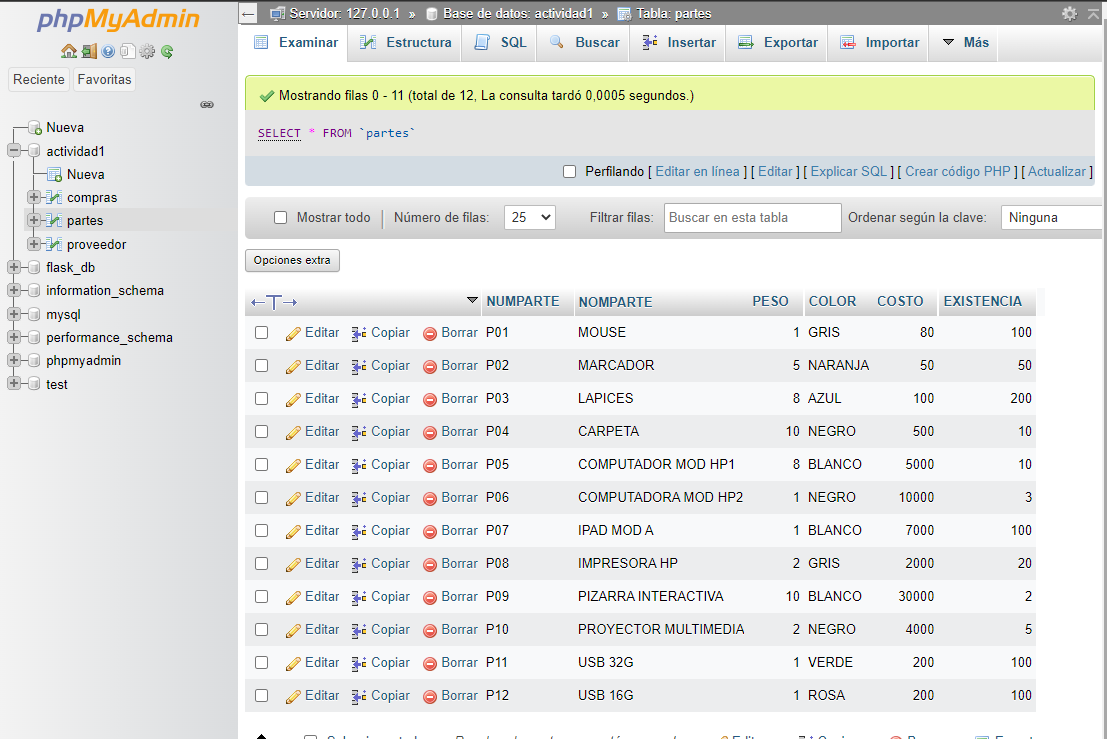 phpMyAdmin
Reciente Favoritas
Nueva
actividad1
Nueva
compras
partes
proveedor
flask_db
information_schema
mysql
performance_schema
phpmyadmin
test
Servidor: 127.0.0.1 » Base de datos: actividad1 » Tabla: partes
Examinar Estructura SQL Buscar Insertar Exportar Importar Más
Mostrando filas 0 - 11 (total de 12, La consulta tardó 0,0005 segundos.)
SELECT * FROM `partes`
Perfilando [ Editar en línea ] [ Editar ] [ Explicar SQL ] [ Crear código PHP ] [ Actualizar ]
Mostrar todo Número de filas: 25 Filtrar filas: Buscar en esta tabla Ordenar según la clave: Ninguna
Opciones extra
←T→ NUMPARTE NOMPARTE PESO COLOR COSTO EXISTENCIA
Editar Copiar Borrar P01 MOUSE 1 GRIS 80 100
Editar Copiar Borrar P02 MARCADOR 5 NARANJA 50 50
Editar Copiar Borrar P03 LAPICES 8 AZUL 100 200
Editar Copiar Borrar P04 CARPETA 10 NEGRO 500 10
Editar Copiar Borrar P05 COMPUTADOR MOD HP1 8 BLANCO 5000 10
Editar Copiar Borrar P06 COMPUTADORA MOD HP2 1 NEGRO 10000 3
Editar Copiar Borrar P07 IPAD MOD A 1 BLANCO 7000 100
Editar Copiar Borrar P08 IMPRESORA HP 2 GRIS 2000 20
Editar Copiar Borrar P09 PIZARRA INTERACTIVA 10 BLANCO 30000 2
Editar Copiar Borrar P10 PROYECTOR MULTIMEDIA 2 NEGRO 4000 5
Editar Copiar Borrar P11 USB 32G 1 VERDE 200 100
Editar Copiar Borrar P12 USB 16G 1 ROSA 200 100